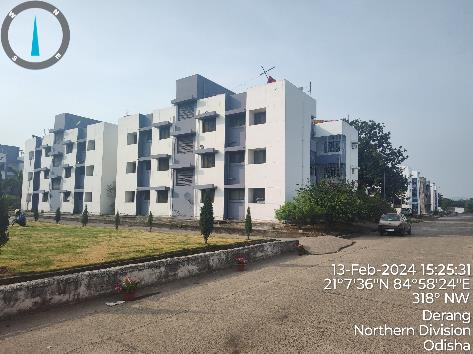 N
13-Feb-2024 15:25:31
21°7'36"N 84°58'24"E
318° NW
Derang
Northern Division
Odisha